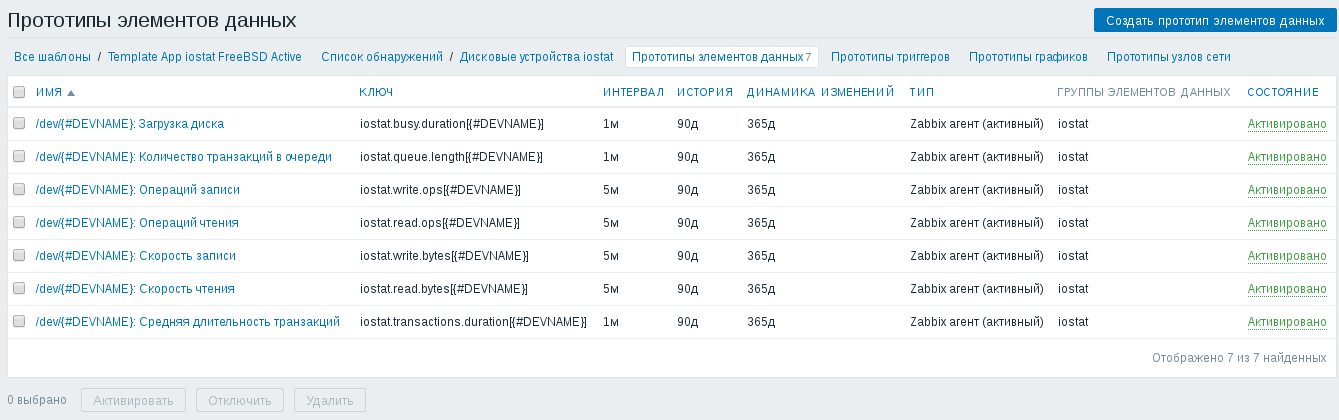 Прототипы элементов данных
Создать прототип элементов данных
Все шаблоны / Template App iostat FreeBSD Active Список обнаружений / Дисковые устройства iostat Прототипы элементов данных 7 Прототипы триггеров Прототипы графиков Прототипы узлов сети
ИМЯ КЛЮЧ ИНТЕРВАЛ ИСТОРИЯ ДИНАМИКА ИЗМЕНЕНИЙ ТИП ГРУППЫ ЭЛЕМЕНТОВ ДАННЫХ СОСТОЯНИЕ
/dev/{#DEVNAME}: Загрузка диска iostat.busy.duration[{#DEVNAME}] 1м 90д 365д Zabbix агент (активный) iostat Активировано
/dev/{#DEVNAME}: Количество транзакций в очереди iostat.queue.length[{#DEVNAME}] 1м 90д 365д Zabbix агент (активный) iostat Активировано
/dev/{#DEVNAME}: Операций записи iostat.write.ops[{#DEVNAME}] 5м 90д 365д Zabbix агент (активный) iostat Активировано
/dev/{#DEVNAME}: Операций чтения iostat.read.ops[{#DEVNAME}] 5м 90д 365д Zabbix агент (активный) iostat Активировано
/dev/{#DEVNAME}: Скорость записи iostat.write.bytes[{#DEVNAME}] 5м 90д 365д Zabbix агент (активный) iostat Активировано
/dev/{#DEVNAME}: Скорость чтения iostat.read.bytes[{#DEVNAME}] 5м 90д 365д Zabbix агент (активный) iostat Активировано
/dev/{#DEVNAME}: Средняя длительность транзакций iostat.transactions.duration[{#DEVNAME}] 1м 90д 365д Zabbix агент (активный) iostat Активировано
Отображено 7 из 7 найденных
0 выбрано Активировать Отключить Удалить